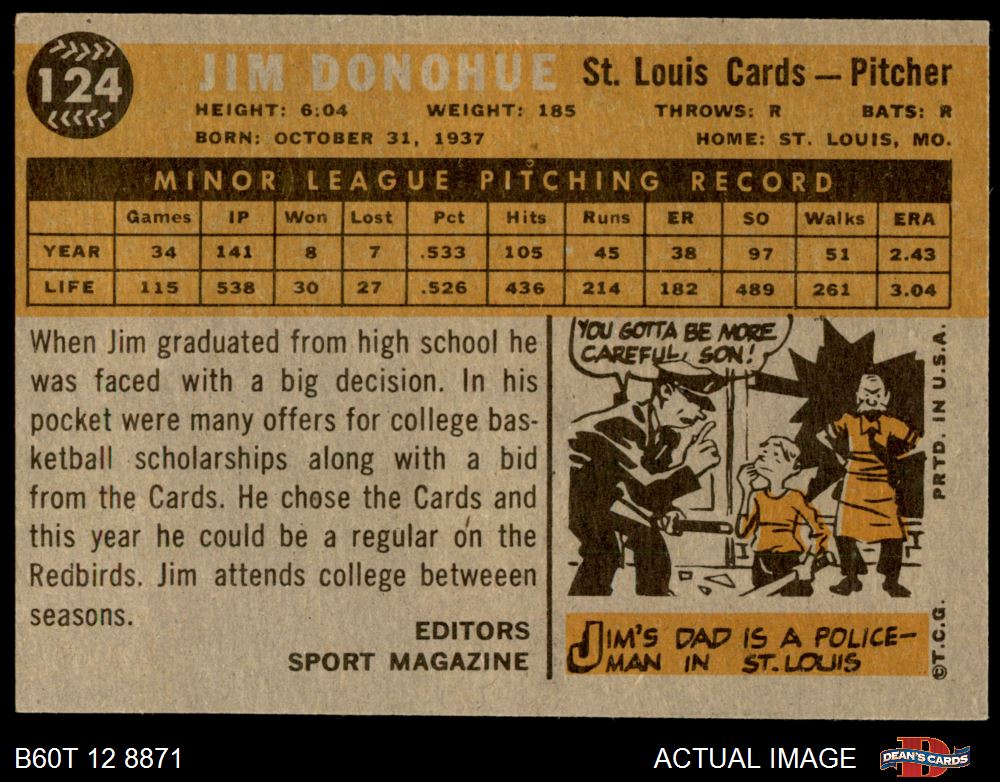 124
JIM DONOHUE St. Louis Cards — Pitcher
HEIGHT: 6:04 WEIGHT: 185 THROWS: R BATS: R
BORN: OCTOBER 31, 1937 HOME: ST. LOUIS, MO.
MINOR LEAGUE PITCHING RECORD
Games IP Won Lost Pct Hits Runs ER SO Walks ERA
YEAR 34 141 8 7 .533 105 45 38 97 51 2.43
LIFE 115 538 30 27 .526 436 214 182 489 261 3.04
When Jim graduated from high school he
was faced with a big decision. In his
pocket were many offers for college bas-
ketball scholarships along with a bid
from the Cards. He chose the Cards and
this year he could be a regular on the
Redbirds. Jim attends college betweeen
seasons.
EDITORS
SPORT MAGAZINE
YOU GOTTA BE MORE
CAREFUL, SON!
JIM'S DAD IS A POLICE-
MAN IN ST. LOUIS
PRTD. IN U.S.A.
©T.C.G.
B60T 12 8871 ACTUAL IMAGE DEAN'S CARDS